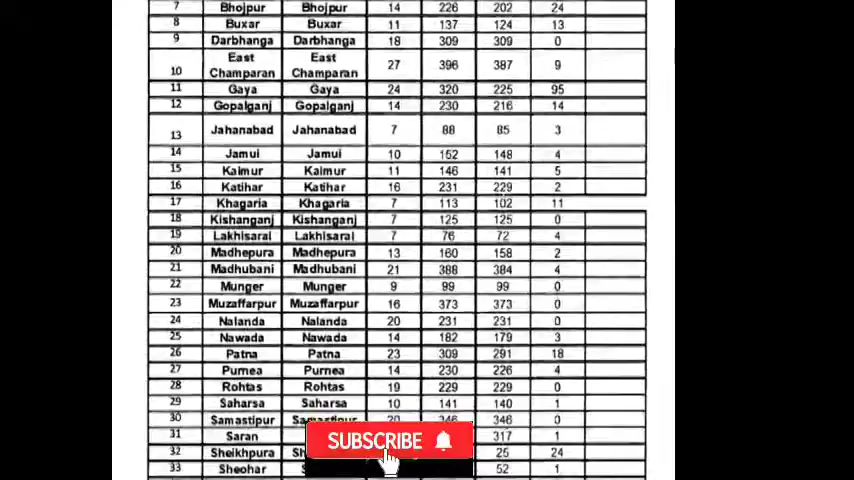 7 Bhojpur Bhojpur 14 226 202 24
8 Buxar Buxar 11 137 124 13
9 Darbhanga Darbhanga 18 309 309 0
10 East Champaran East Champaran 27 396 387 9
11 Gaya Gaya 24 320 225 95
12 Gopalganj Gopalganj 14 230 216 14
13 Jahanabad Jahanabad 7 88 85 3
14 Jamui Jamui 10 152 148 4
15 Kaimur Kaimur 11 146 141 5
16 Katihar Katihar 16 231 229 2
17 Khagaria Khagaria 7 113 102 11
18 Kishanganj Kishanganj 7 125 125 0
19 Lakhisarai Lakhisarai 7 76 72 4
20 Madhepura Madhepura 13 160 158 2
21 Madhubani Madhubani 21 388 384 4
22 Munger Munger 9 99 99 0
23 Muzaffarpur Muzaffarpur 16 373 373 0
24 Nalanda Nalanda 20 231 231 0
25 Nawada Nawada 14 182 179 3
26 Patna Patna 23 309 291 18
27 Purnea Purnea 14 230 226 4
28 Rohtas Rohtas 19 229 229 0
29 Saharsa Saharsa 10 141 140 1
30 Samastipur Samastipur 20 346 346 0
31 Saran 317 1
32 Sheikhpura 25 24
33 Sheohar 52 1
SUBSCRIBE